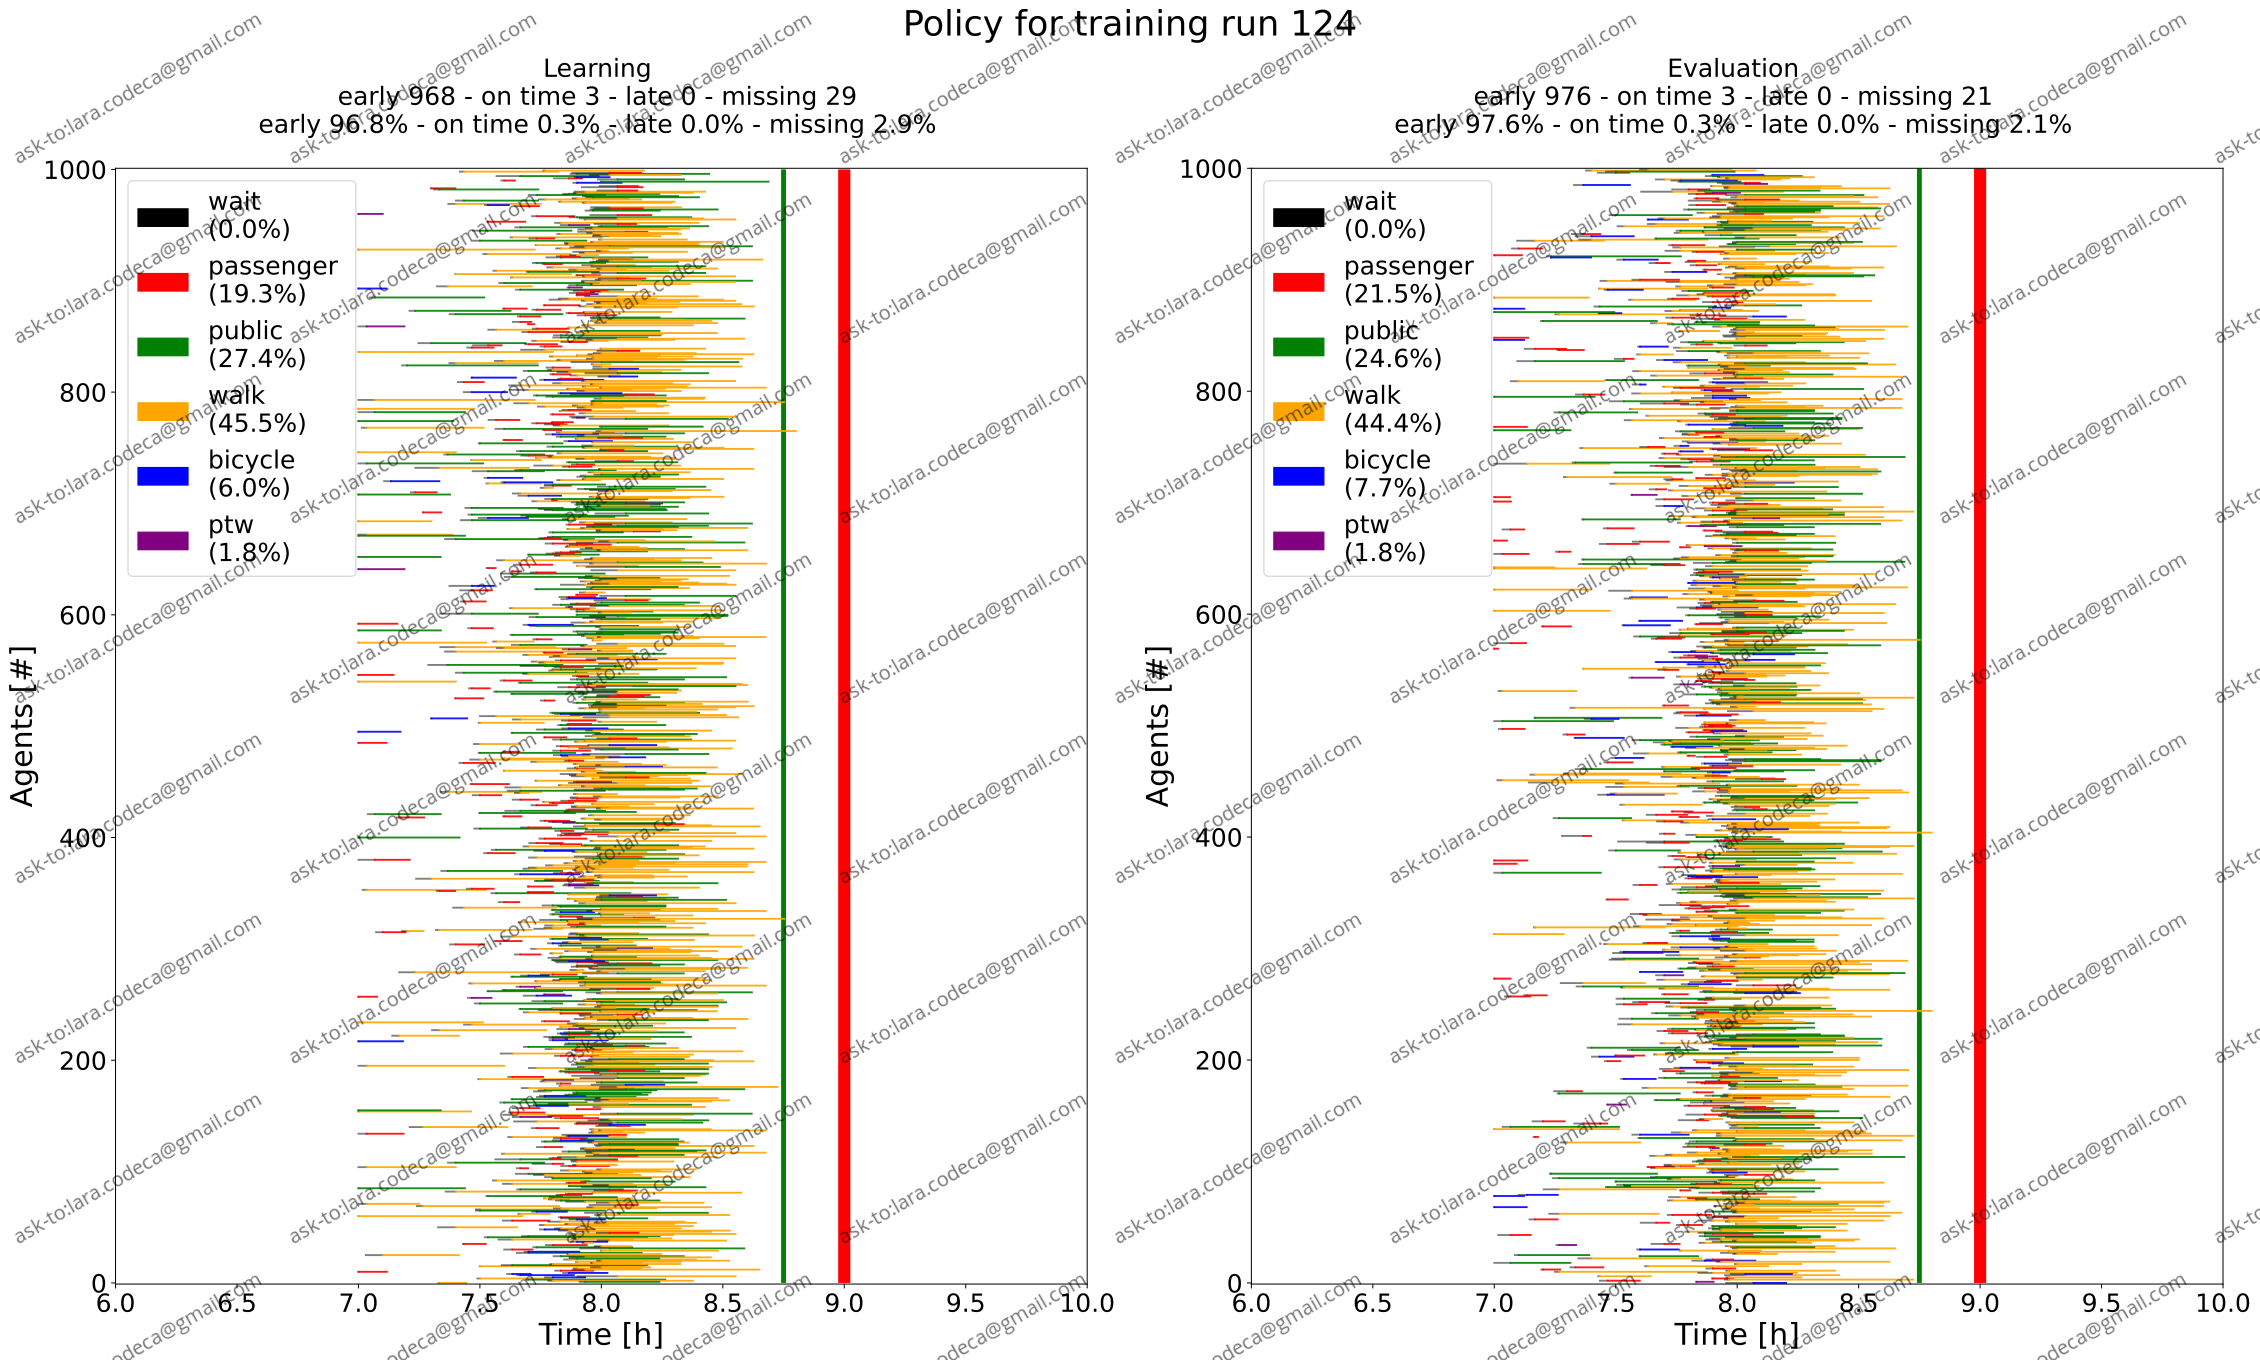 Policy for training run 124
Learning
early 968 - on time 3 - late 0 - missing 29
early 96.8% - on time 0.3% - late 0.0% - missing 2.9%
Evaluation
early 976 - on time 3 - late 0 - missing 21
early 97.6% - on time 0.3% - late 0.0% - missing 2.1%
1000
800
600
400
200
0
Agents [#]
wait
(0.0%)
passenger
(19.3%)
public
(27.4%)
walk
(45.5%)
bicycle
(6.0%)
ptw
(1.8%)
6.0 6.5 7.0 7.5 8.0 8.5 9.0 9.5 10.0
Time [h]
1000
800
600
400
200
0
Agents [#]
wait
(0.0%)
passenger
(21.5%)
public
(24.6%)
walk
(44.4%)
bicycle
(7.7%)
ptw
(1.8%)
6.0 6.5 7.0 7.5 8.0 8.5 9.0 9.5 10.0
Time [h]
ask-to:lara.codeca@gmail.com